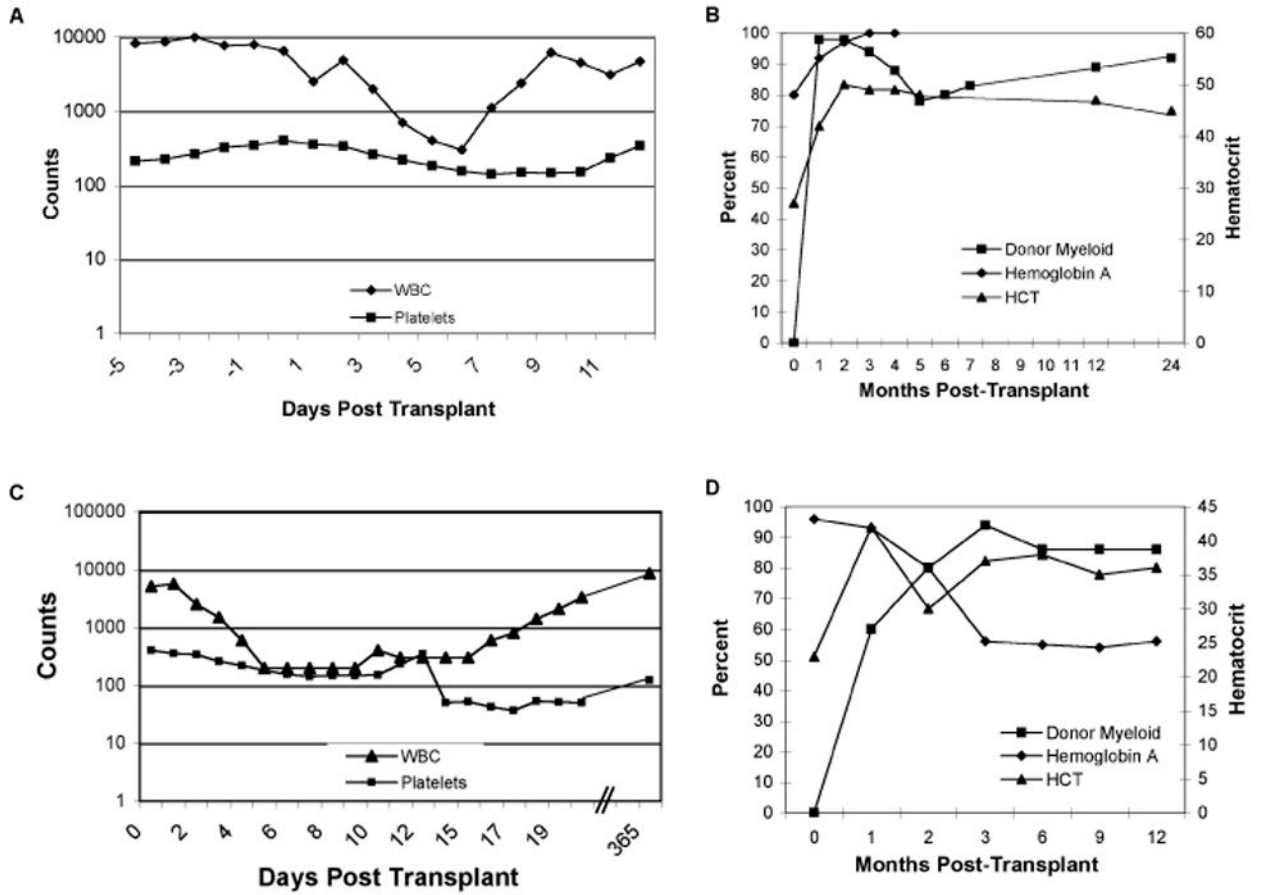 A
10000
1000
100
10
1
Counts
WBC
Platelets
-5 -3 -1 1 3 5 7 9 11
Days Post Transplant
B
100
90
80
70
60
50
40
30
20
10
0
Percent
60
50
40
30
20
10
0
Hematocrit
Donor Myeloid
Hemoglobin A
HCT
0 1 2 3 4 5 6 7 8 9 10 11 12 24
Months Post-Transplant
C
100000
10000
1000
100
10
1
Counts
WBC
Platelets
0 2 4 6 8 10 12 15 17 19 365
Days Post Transplant
D
100
90
80
70
60
50
40
30
20
10
0
Percent
45
40
35
30
25
20
15
10
5
0
Hematocrit
Donor Myeloid
Hemoglobin A
HCT
0 1 2 3 6 9 12
Months Post-Transplant